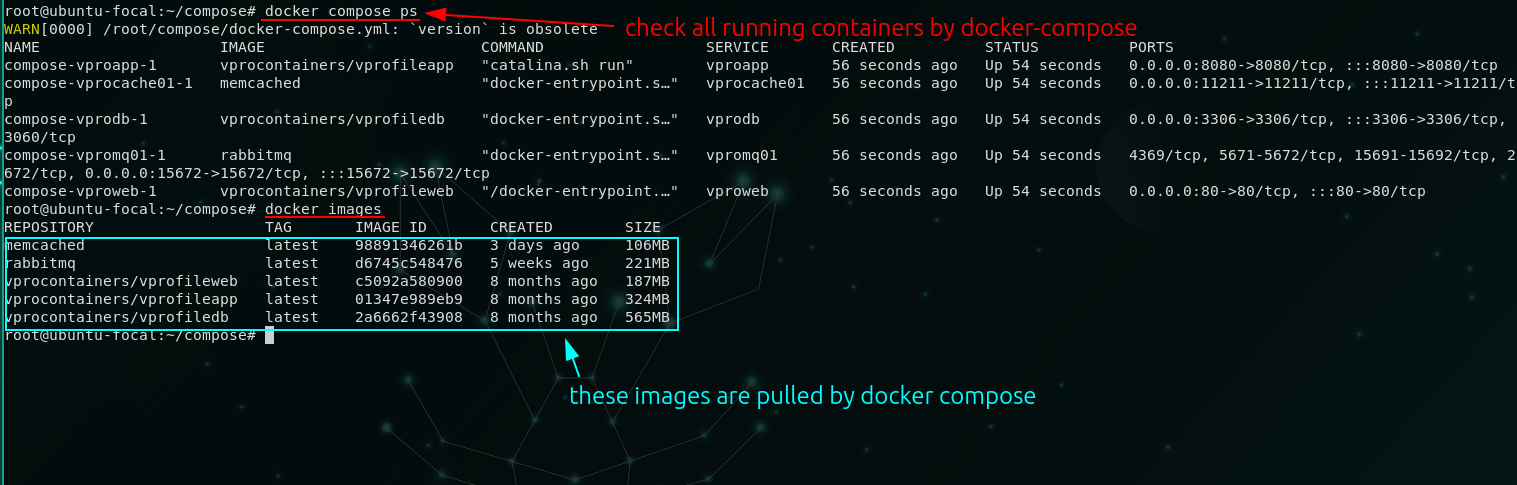 root@ubuntu-focal:~/compose# docker compose ps
check all running containers by docker-compose
WARN[0000] /root/compose/docker-compose.yml: `version` is obsolete
NAME IMAGE COMMAND SERVICE CREATED STATUS PORTS
compose-vproapp-1 vprocontainers/vprofileapp "catalina.sh run" vproapp 56 seconds ago Up 54 seconds 0.0.0.0:8080->8080/tcp, :::8080->8080/tcp
compose-vprocache01-1 memcached "docker-entrypoint.s…" vprocache01 56 seconds ago Up 54 seconds 0.0.0.0:11211->11211/tcp, :::11211->11211/t
p
compose-vprodb-1 vprocontainers/vprofiledb "docker-entrypoint.s…" vprodb 56 seconds ago Up 54 seconds 0.0.0.0:3306->3306/tcp, :::3306->3306/tcp,
3060/tcp
compose-vpromq01-1 rabbitmq "docker-entrypoint.s…" vpromq01 56 seconds ago Up 54 seconds 4369/tcp, 5671-5672/tcp, 15691-15692/tcp, 2
672/tcp, 0.0.0.0:15672->15672/tcp, :::15672->15672/tcp
compose-vproweb-1 vprocontainers/vprofileweb "/docker-entrypoint.…" vproweb 56 seconds ago Up 54 seconds 0.0.0.0:80->80/tcp, :::80->80/tcp
root@ubuntu-focal:~/compose# docker images
REPOSITORY TAG IMAGE ID CREATED SIZE
memcached latest 98891346261b 3 days ago 106MB
rabbitmq latest d6745c548476 5 weeks ago 221MB
vprocontainers/vprofileweb latest c5092a580900 8 months ago 187MB
vprocontainers/vprofileapp latest 01347e989eb9 8 months ago 324MB
vprocontainers/vprofiledb latest 2a6662f43908 8 months ago 565MB
root@ubuntu-focal:~/compose#
these images are pulled by docker compose